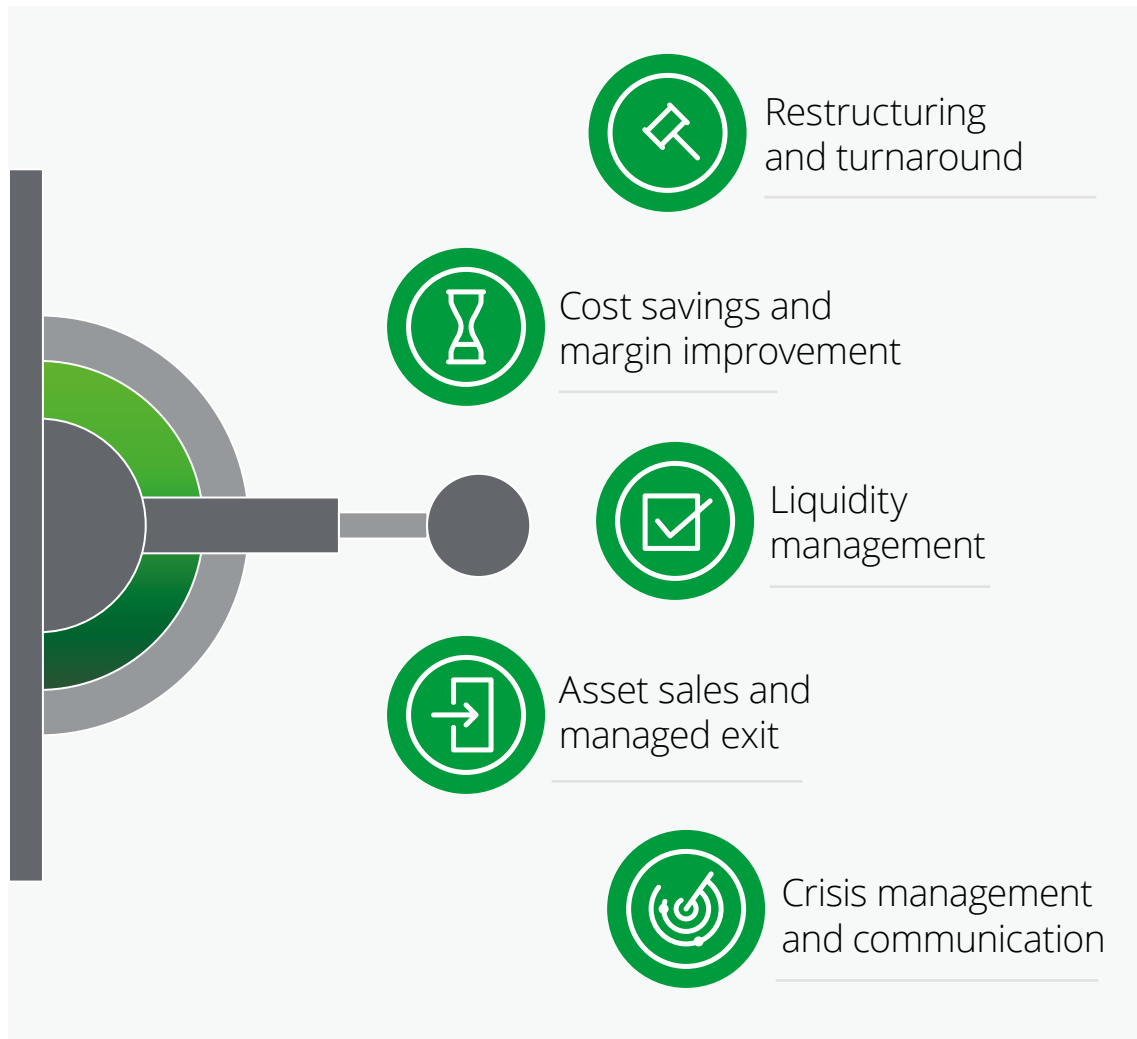 Restructuring
and turnaround
Cost savings and
margin improvement
Liquidity
management
Asset sales and
managed exit
Crisis management
and communication